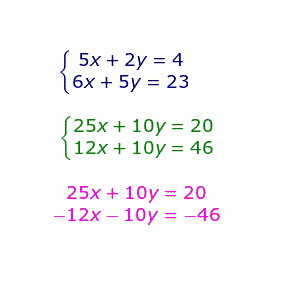 5x + 2y = 4
6x + 5y = 23
25x + 10y = 20
12x + 10y = 46
25x + 10y = 20
−12x − 10y = −46